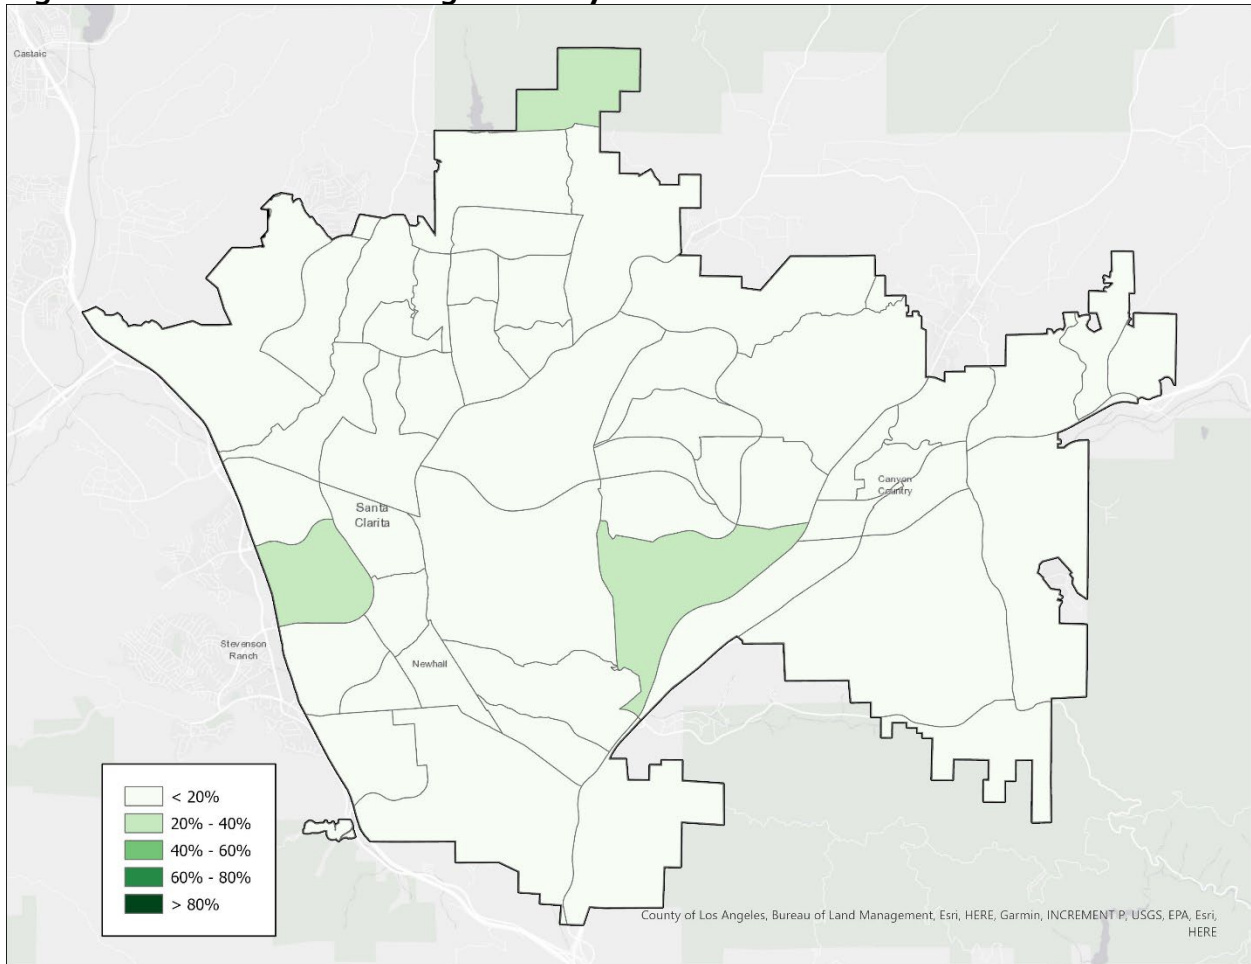 Castaic
Santa
Clarita
Canyon
Country
Stevenson
Ranch
Newhall
< 20%
20% - 40%
40% - 60%
60% - 80%
> 80%
County of Los Angeles, Bureau of Land Management, Esri, HERE, Garmin, INCREMENT P, USGS, EPA, Esri,
HERE